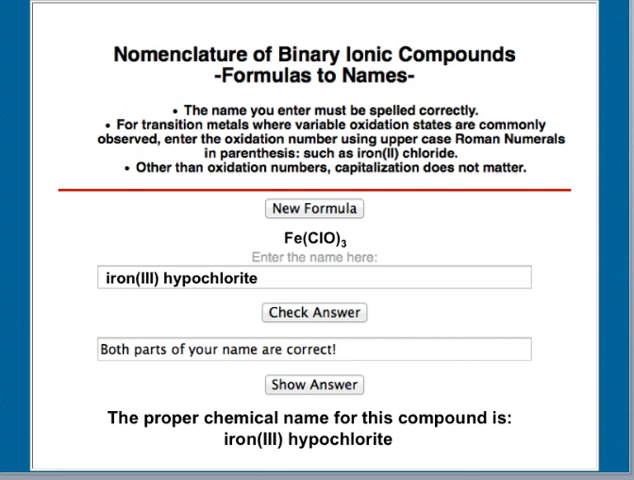 Nomenclature of Binary Ionic Compounds
-Formulas to Names-
• The name you enter must be spelled correctly.
• For transition metals where variable oxidation states are commonly
observed, enter the oxidation number using upper case Roman Numerals
in parenthesis: such as iron(II) chloride.
• Other than oxidation numbers, capitalization does not matter.
New Formula
Fe(ClO)₃
Enter the name here:
iron(III) hypochlorite
Check Answer
Both parts of your name are correct!
Show Answer
The proper chemical name for this compound is:
iron(III) hypochlorite